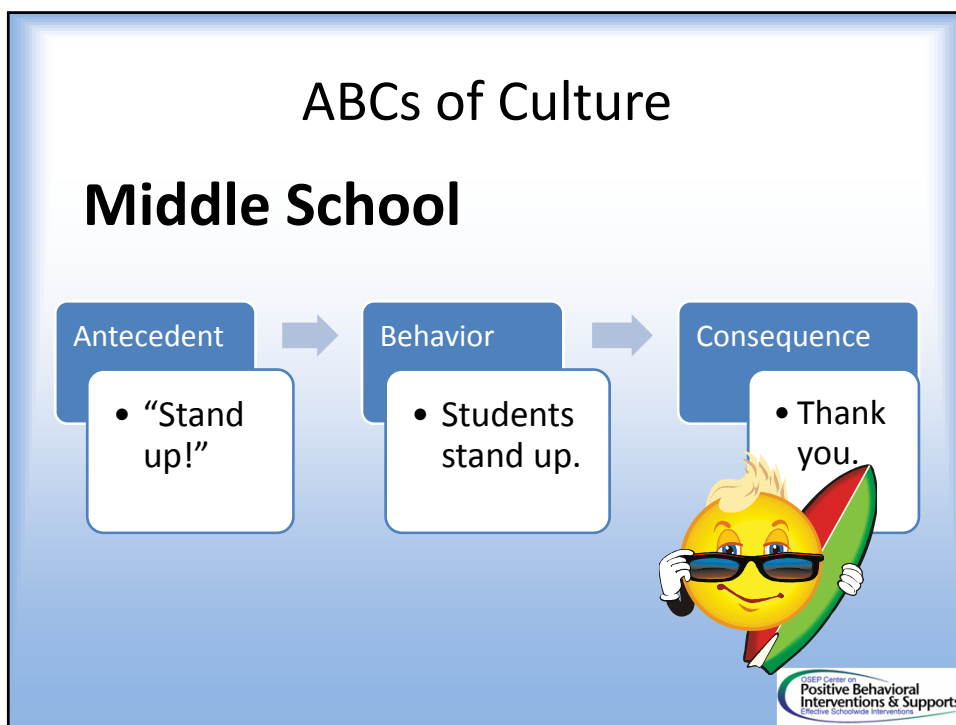 ABCs of Culture
Middle School
Antecedent
• “Stand
up!”
Behavior
• Students
stand up.
Consequence
• Thank
you.
OSEP Center on
Positive Behavioral
Interventions & Supports
Effective Schoolwide Interventions